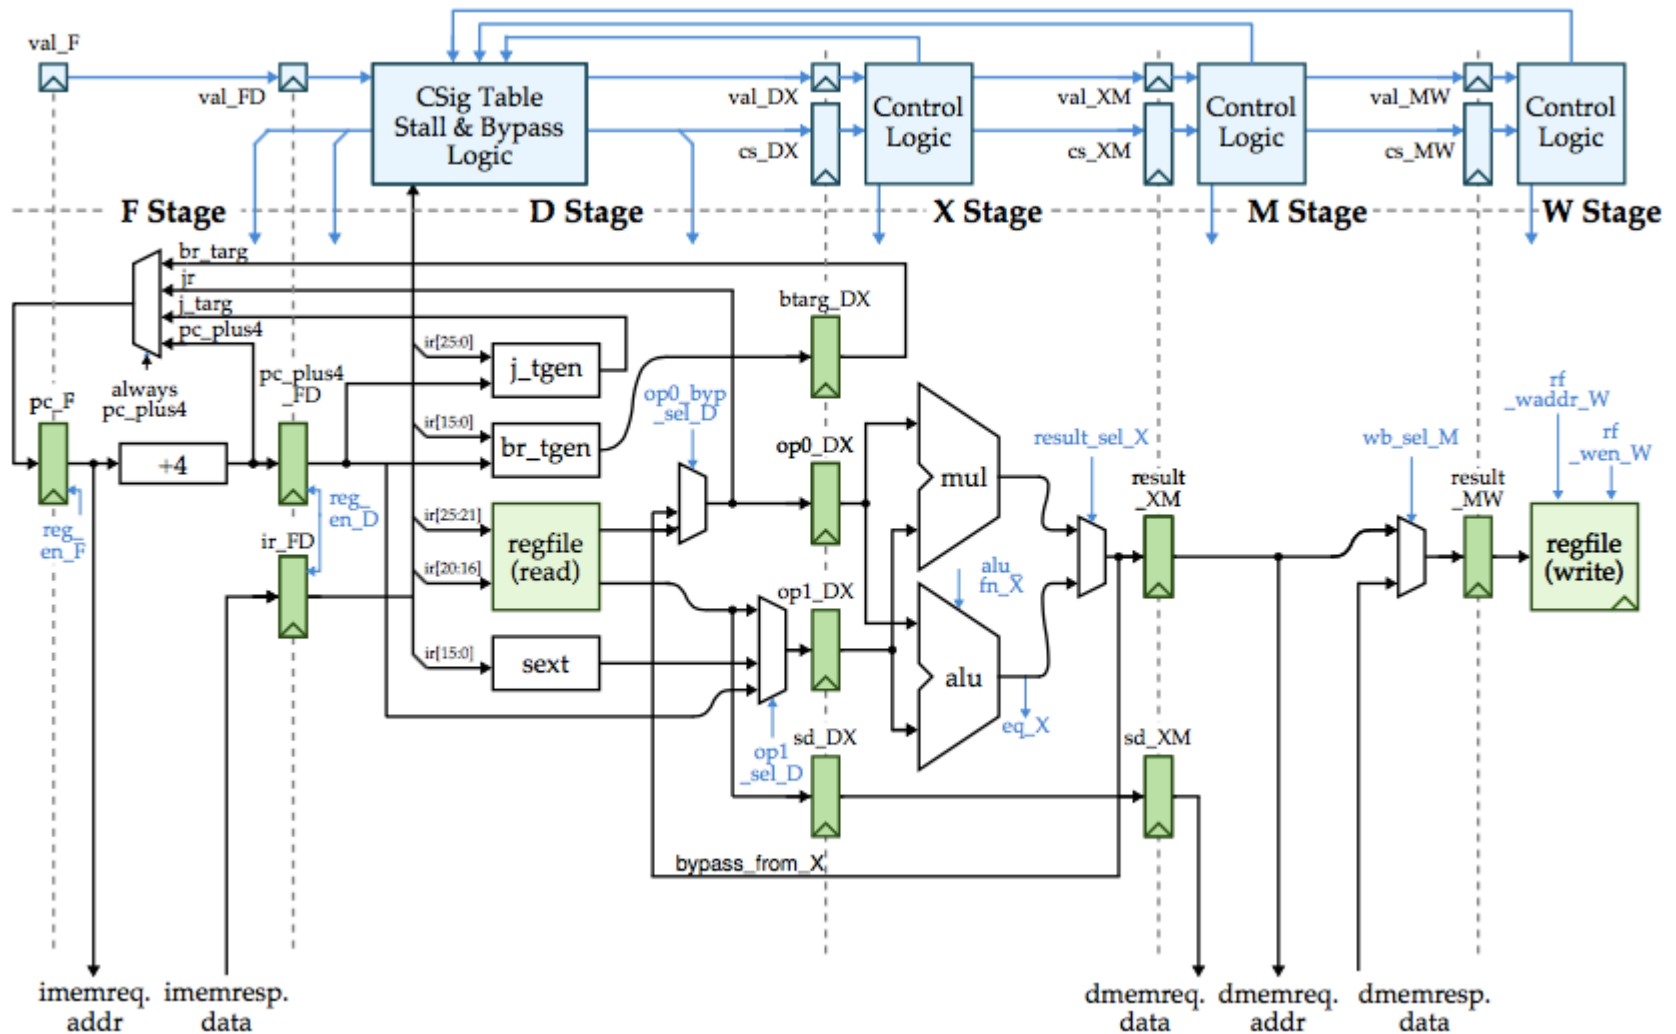 val_F
val_FD
CSig Table
Stall & Bypass
Logic
val_DX
cs_DX
Control
Logic
val_XM
cs_XM
Control
Logic
val_MW
cs_MW
Control
Logic
F Stage
D Stage
X Stage
M Stage
W Stage
br_targ
jr
j_targ
pc_plus4
always
pc_plus4
pc_F
+4
reg_
en_F
pc_plus4
_FD
reg_
en_D
ir_FD
ir[25:0]
j_tgen
ir[15:0]
br_tgen
ir[25:21]
ir[20:16]
regfile
(read)
ir[15:0]
sext
op0_byp
_sel_D
op1
_sel_D
btarg_DX
op0_DX
op1_DX
sd_DX
mul
alu_
fn_X
alu
eq_X
result_sel_X
result
_XM
sd_XM
wb_sel_M
result
_MW
rf
_waddr_W
rf
_wen_W
regfile
(write)
bypass_from_X
imemreq.
addr
imemresp.
data
dmemreq.
data
dmemreq.
addr
dmemresp.
data